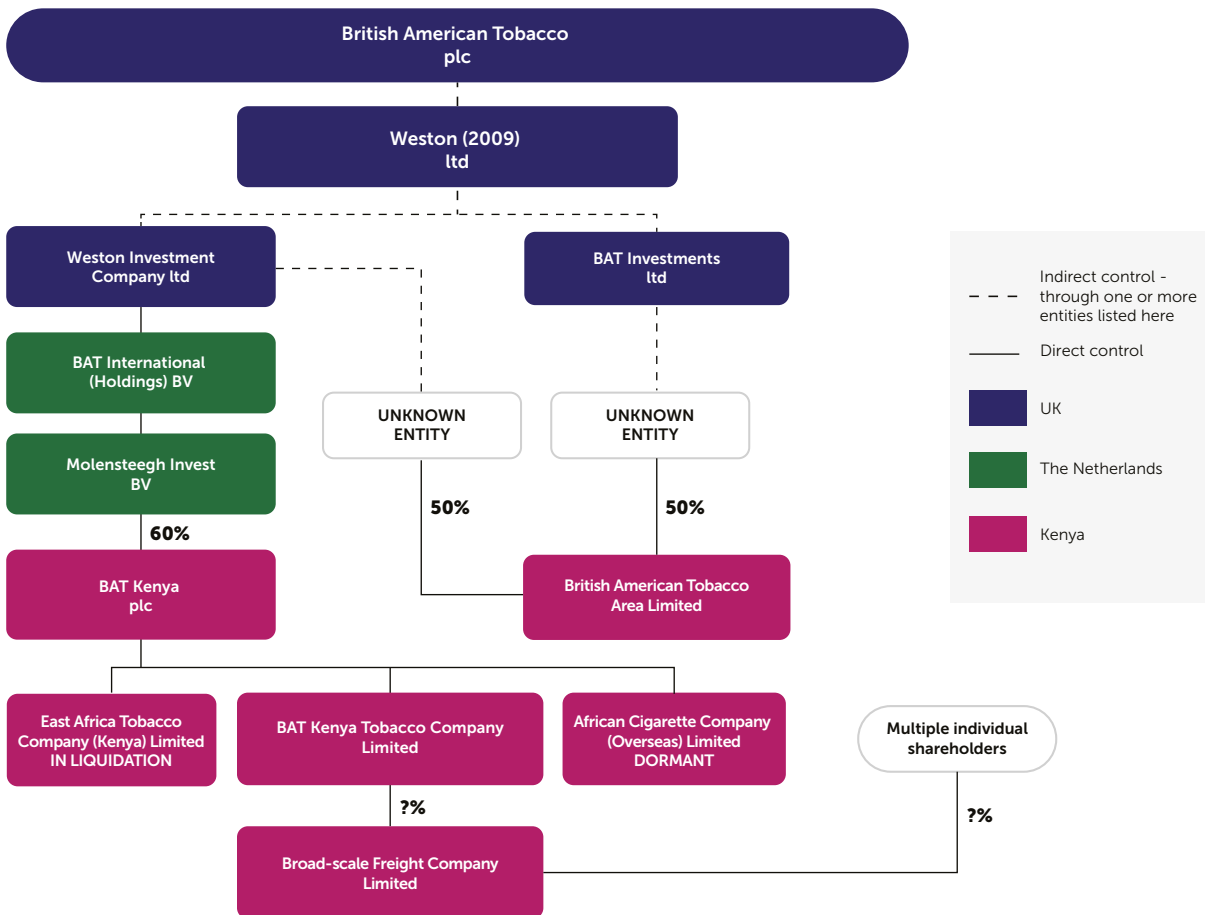 British American Tobacco
plc
Weston (2009)
ltd
Weston Investment
Company ltd
BAT Investments
ltd
Indirect control -
through one or more
entities listed here
Direct control
UK
The Netherlands
Kenya
BAT International
(Holdings) BV
UNKNOWN
ENTITY
UNKNOWN
ENTITY
Molensteegh Invest
BV
60%
50%
50%
BAT Kenya
plc
British American Tobacco
Area Limited
East Africa Tobacco
Company (Kenya) Limited
IN LIQUIDATION
BAT Kenya Tobacco Company
Limited
African Cigarette Company
(Overseas) Limited
DORMANT
Multiple individual
shareholders
?%
?%
Broad-scale Freight Company
Limited